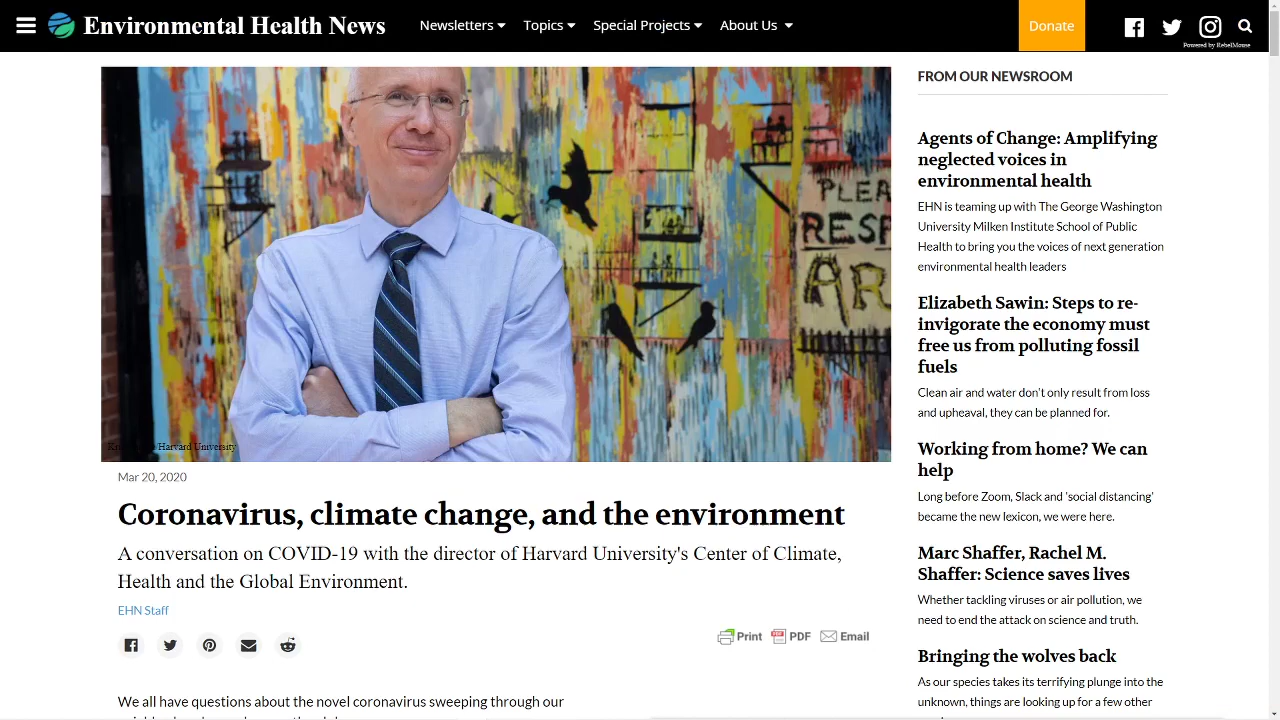 Environmental Health News
Newsletters
Topics
Special Projects
About Us
Donate
Powered by RebelMouse
PLEA
RESP
AR
/Harvard University
Mar 20, 2020
Coronavirus, climate change, and the environment
A conversation on COVID-19 with the director of Harvard University's Center of Climate,
Health and the Global Environment.
EHN Staff
Print
PDF
Email
We all have questions about the novel coronavirus sweeping through our
FROM OUR NEWSROOM
Agents of Change: Amplifying
neglected voices in
environmental health
EHN is teaming up with The George Washington
University Milken Institute School of Public
Health to bring you the voices of next generation
environmental health leaders
Elizabeth Sawin: Steps to re-
invigorate the economy must
free us from polluting fossil
fuels
Clean air and water don't only result from loss
and upheaval, they can be planned for.
Working from home? We can
help
Long before Zoom, Slack and 'social distancing'
became the new lexicon, we were here.
Marc Shaffer, Rachel M.
Shaffer: Science saves lives
Whether tackling viruses or air pollution, we
need to end the attack on science and truth.
Bringing the wolves back
As our species takes its terrifying plunge into the
unknown, things are looking up for a few other